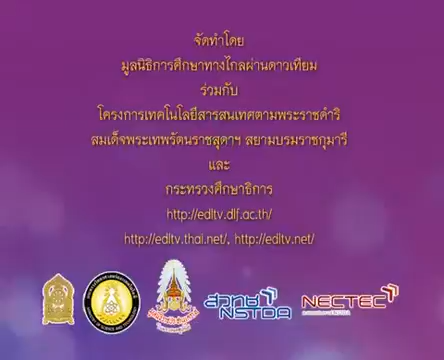 จัดทำโดย
มูลนิธิการศึกษาทางไกลผ่านดาวเทียม
ร่วมกับ
โครงการเทคโนโลยีสารสนเทศตามพระราชดำริ
สมเด็จพระเทพรัตนราชสุดาฯ สยามบรมราชกุมารี
และ
กระทรวงศึกษาธิการ
http://edltv.dlf.ac.th/
http://edltv.thai.net/, http://edltv.net/
สวทช
NSTDA
NECTEC